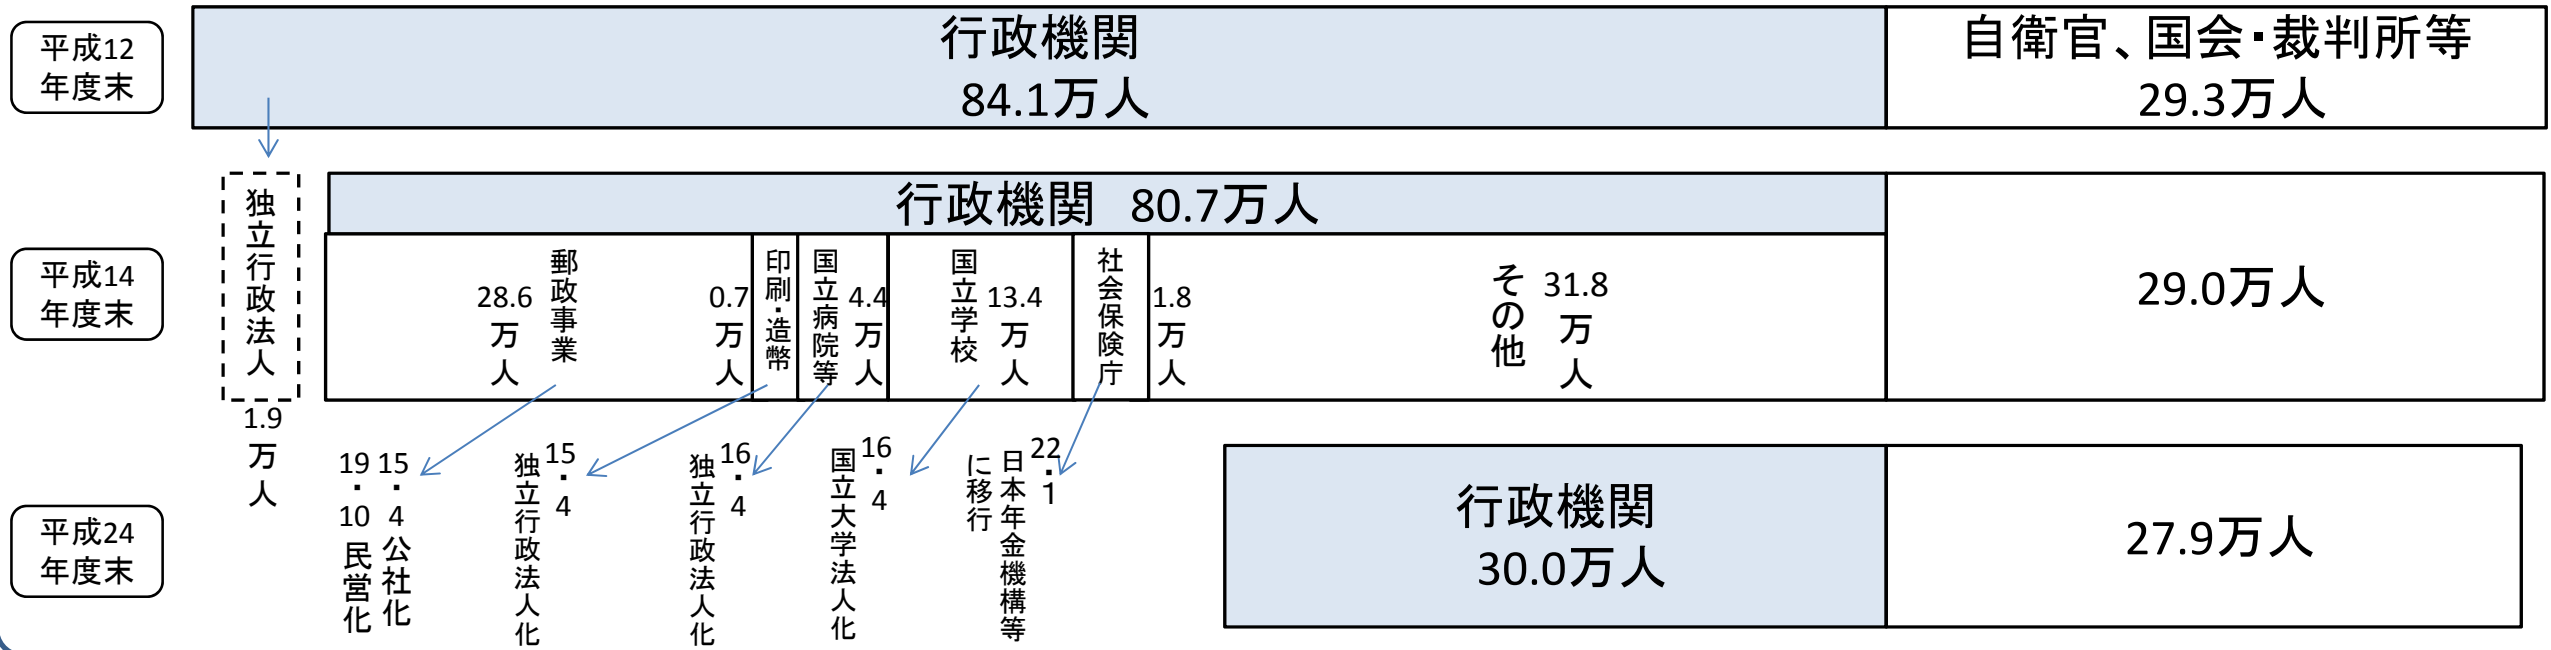 平成12
年度末
行政機関
84.1万人
自衛官、国会・裁判所等
29.3万人
平成14
年度末
独立行政法人
1.9
万
人
行政機関 80.7万人
郵政事業
28.6
万
人
印刷・造幣
0.7
万
人
国立病院等
4.4
万
人
国立学校
13.4
万
人
社会保険庁
1.8
万
人
その他
31.8
万
人
29.0万人
平成24
年度末
15・4公社化
19・10民営化
15・4
独立行政法人化
16・4
独立行政法人化
16・4
国立大学法人化
22・1
日本年金機構等
に移行
行政機関
30.0万人
27.9万人